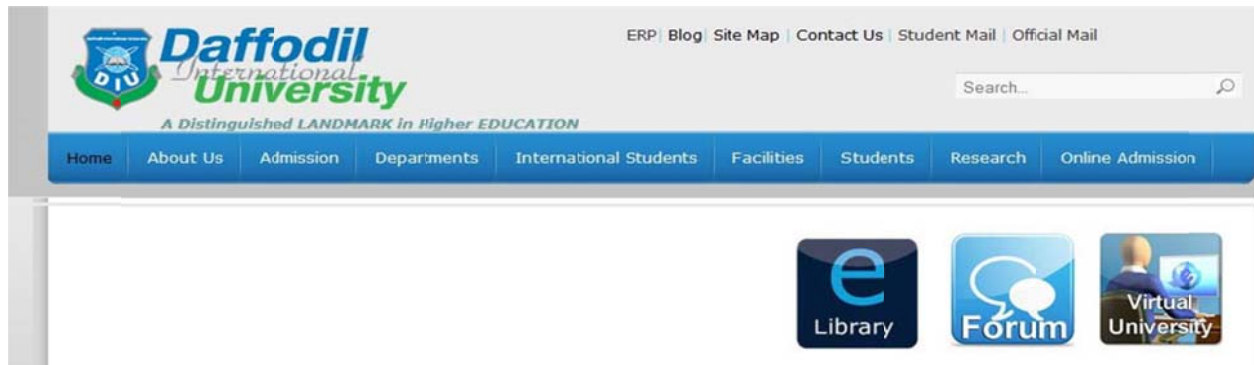 Daffodil
International
University
DIU
A Distinguished LANDMARK in Higher EDUCATION
ERP| Blog| Site Map | Contact Us | Student Mail | Official Mail
Search...
Home About Us Admission Departments International Students Facilities Students Research Online Admission
e
Library
Forum
Virtual
University